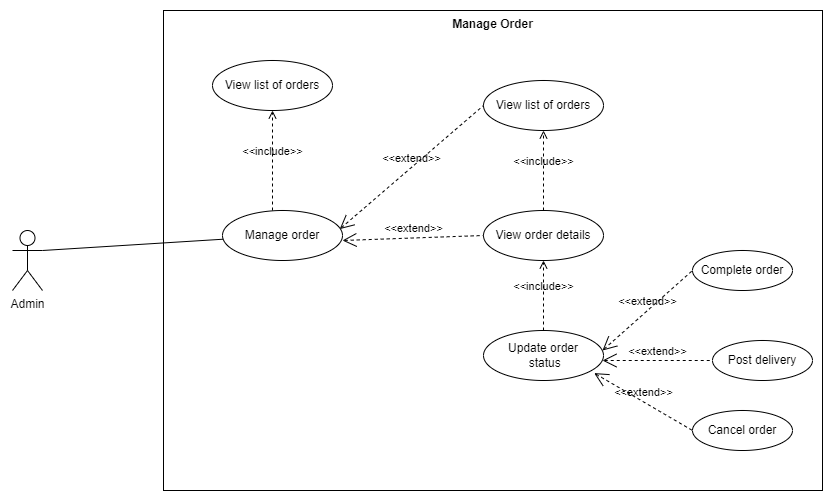 Manage Order
View list of orders
View list of orders
<<include>>
<<extend>>
<<include>>
<<extend>>
Manage order
View order details
Complete order
<<include>>
<<extend>>
Admin
Update order
status
<<extend>>
Post delivery
<<extend>>
Cancel order